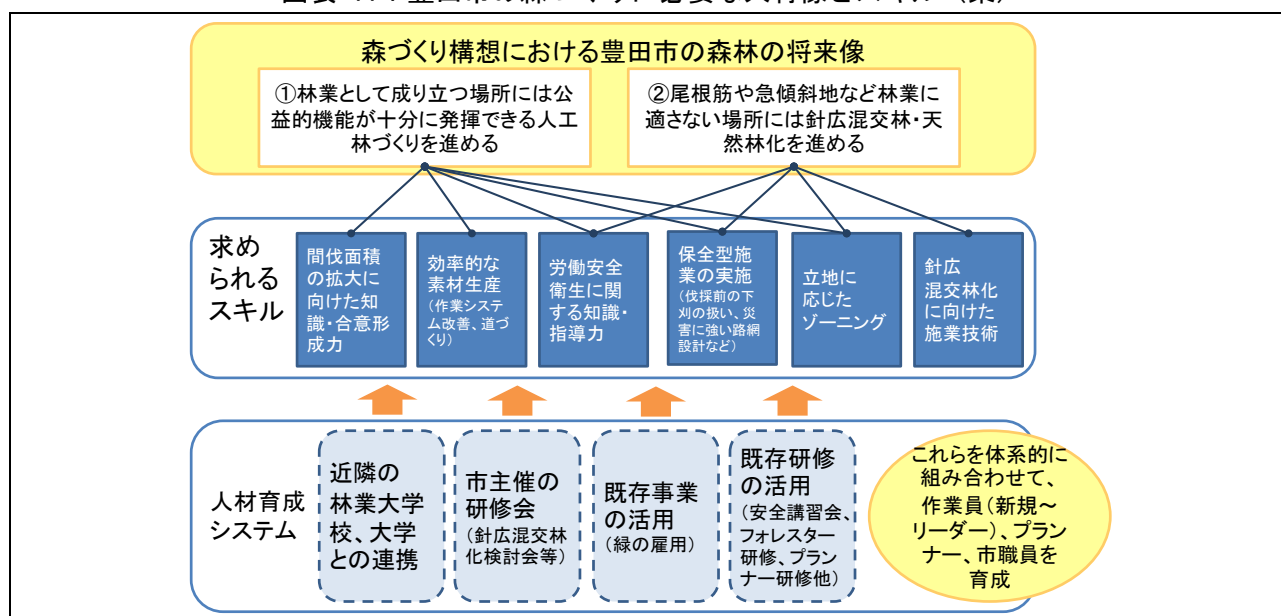 森づくり構想における豊田市の森林の将来像
①林業として成り立つ場所には公
益的機能が十分に発揮できる人工
林づくりを進める
②尾根筋や急傾斜地など林業に
適さない場所には針広混交林・天
然林化を進める
求め
られる
スキル
間伐面積
の拡大に
向けた知
識・合意形
成力
効率的な
素材生産
(作業システ
ム改善、道づ
くり)
労働安全
衛生に関
する知識・
指導力
保全型施
業の実施
(伐採前の下
刈の扱い、災
害に強い路網
設計など)
立地に
応じた
ゾーニング
針広
混交林化
に向けた
施業技術
人材育成
システム
近隣の
林業大学
校、大学
との連携
市主催の
研修会
(針広混交林
化検討会等)
既存事業
の活用
(緑の雇用)
既存研修
の活用
(安全講習会、
フォレスター
研修、プラン
ナー研修他)
これらを体系的に
組み合わせて、
作業員(新規～
リーダー)、プラン
ナー、市職員を
育成